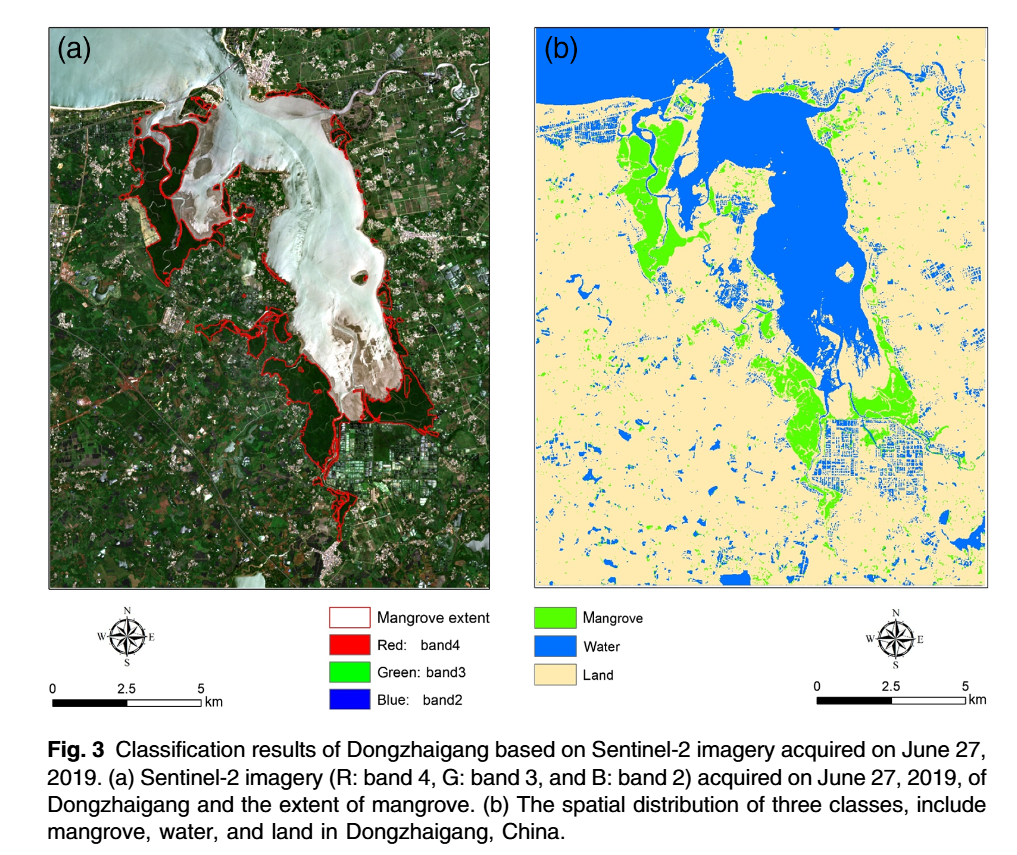 (a)
(b)
N
W E
S
0 2.5 5
km
Mangrove extent
Red: band4
Green: band3
Blue: band2
Mangrove
Water
Land
N
W E
S
0 2.5 5
km
Fig. 3 Classification results of Dongzhaigang based on Sentinel-2 imagery acquired on June 27,
2019. (a) Sentinel-2 imagery (R: band 4, G: band 3, and B: band 2) acquired on June 27, 2019, of
Dongzhaigang and the extent of mangrove. (b) The spatial distribution of three classes, include
mangrove, water, and land in Dongzhaigang, China.